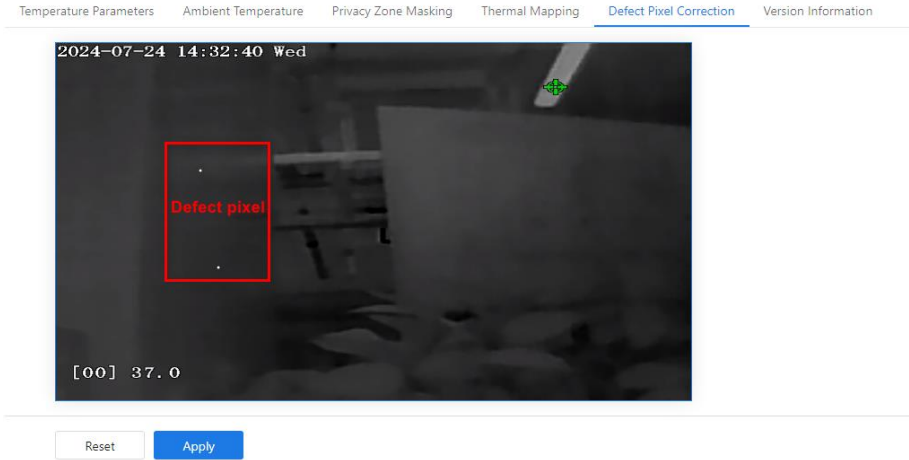 Temperature Parameters Ambient Temperature Privacy Zone Masking Thermal Mapping Defect Pixel Correction Version Information
2024-07-24 14:32:40 Wed
Defect pixel
[00] 37.0
Reset Apply